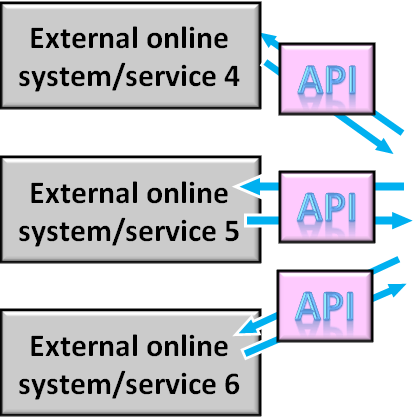 External online
system/service 4
API
External online
system/service 5
API
API
External online
system/service 6